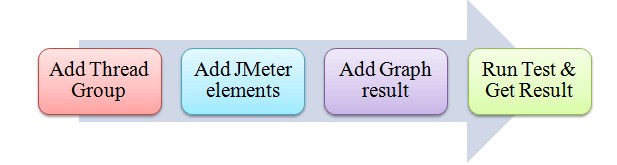 Add Thread
Group
Add JMeter
elements
Add Graph
result
Run Test &
Get Result